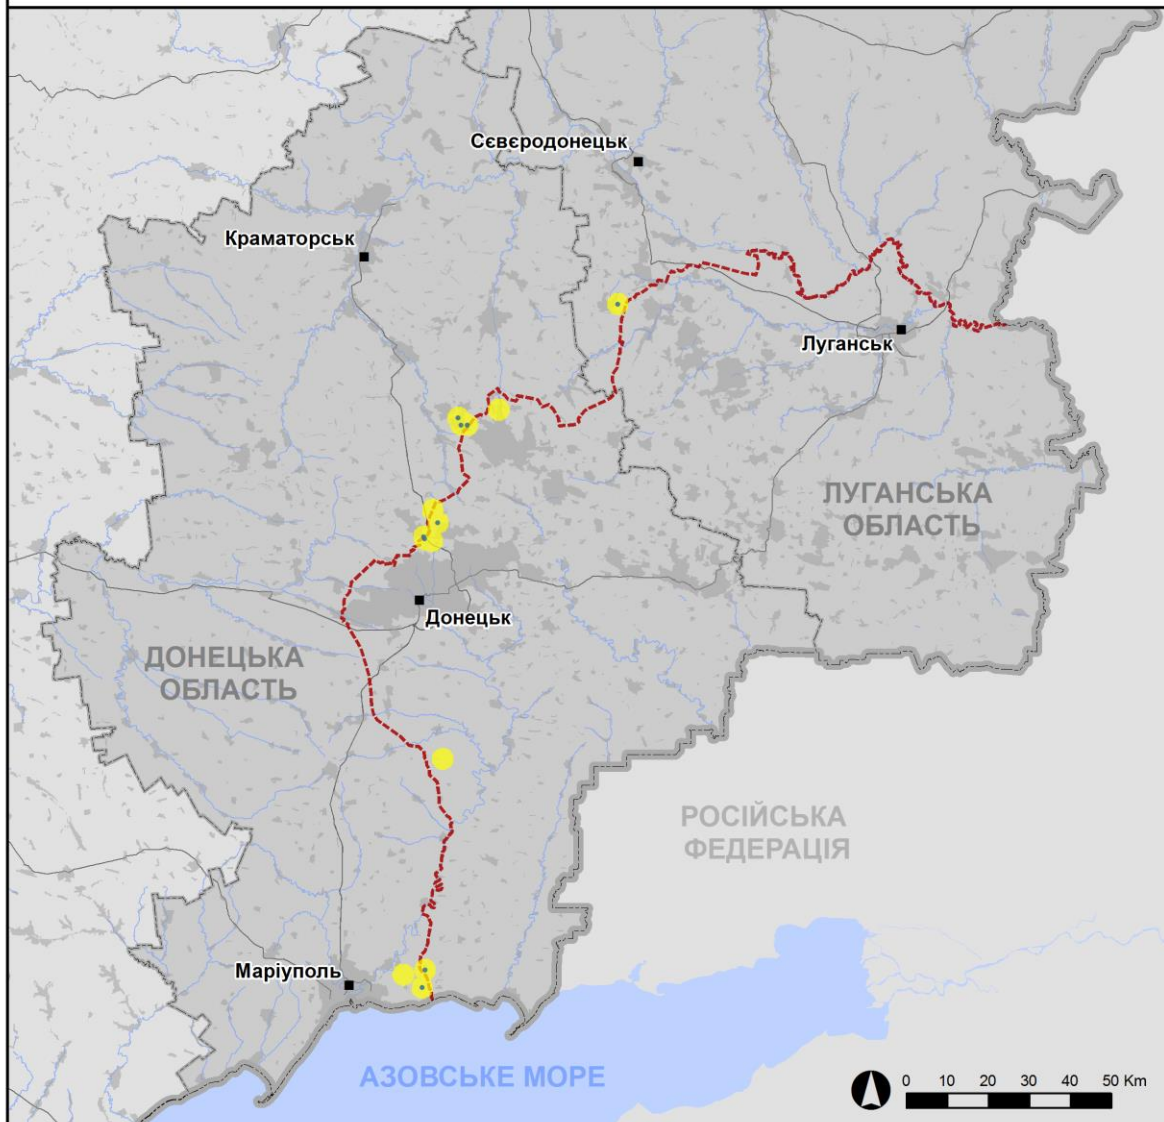 Сєвєродонецьк
Краматорськ
Луганськ
ЛУГАНСЬКА
ОБЛАСТЬ
Донецьк
ДОНЕЦЬКА
ОБЛАСТЬ
РОСІЙСЬКА
ФЕДЕРАЦІЯ
Маріуполь
АЗОВСЬКЕ МОРЕ
0 10 20 30 40 50 Km